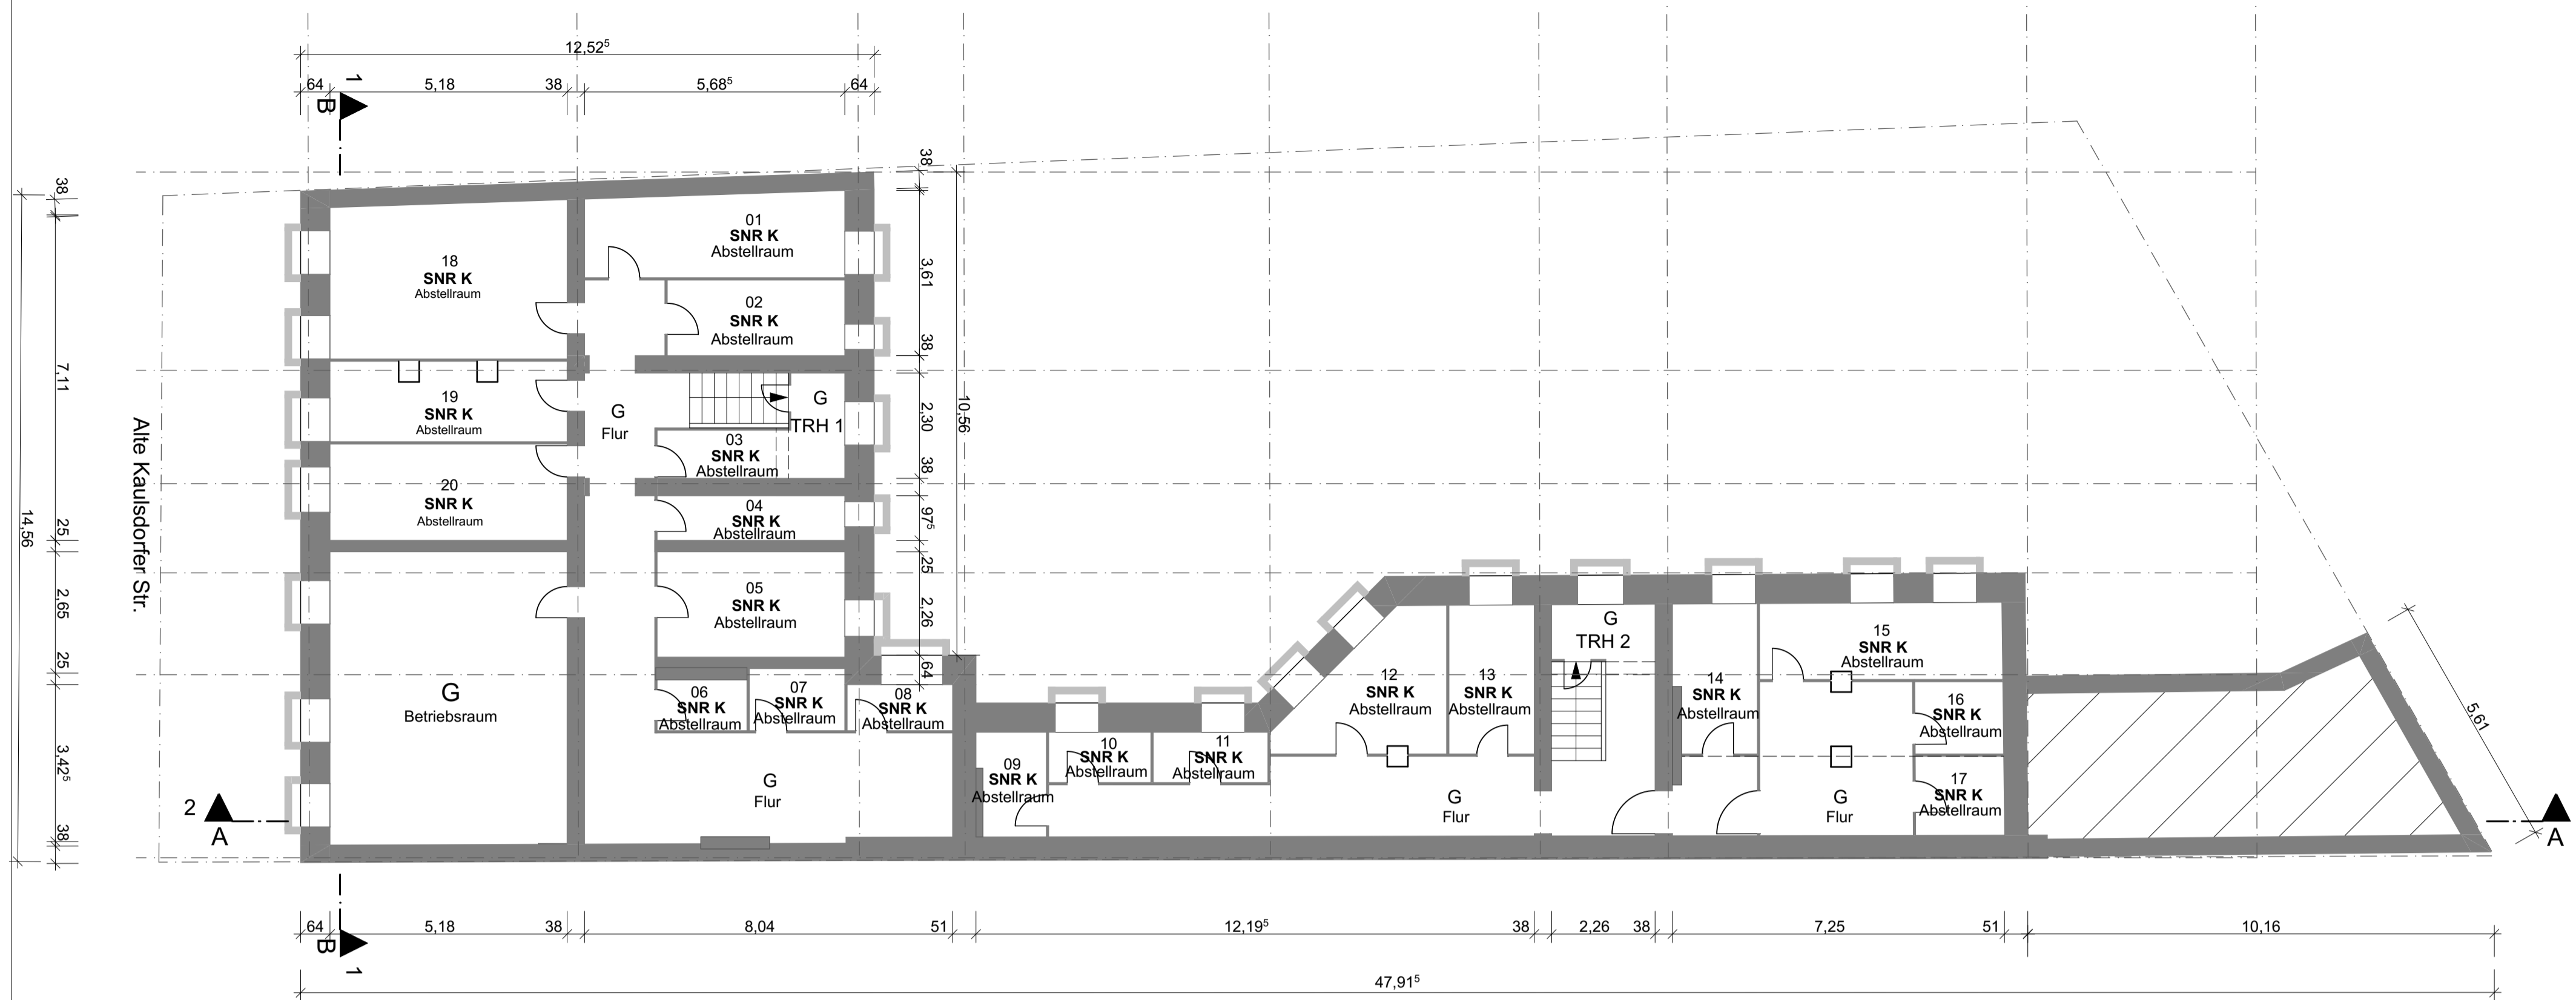 12,52⁵
64
5,18
38
5,68⁵
64
1
B
38
38
01
SNR K
Abstellraum
18
SNR K
Abstellraum
3,61
02
SNR K
Abstellraum
38
7,11
19
SNR K
Abstellraum
G
Flur
G
TRH 1
2,30
10,56
03
SNR K
Abstellraum
38
Alte Kaulsdorfer Str.
20
SNR K
Abstellraum
04
SNR K
Abstellraum
97⁵
14,56
25
25
2,65
05
SNR K
Abstellraum
2,26
25
64
G
Betriebsraum
06
SNR K
Abstellraum
07
SNR K
Abstellraum
08
SNR K
Abstellraum
3,42⁵
38
G
Flur
09
SNR K
Abstellraum
10
SNR K
Abstellraum
11
SNR K
Abstellraum
12
SNR K
Abstellraum
13
SNR K
Abstellraum
G
TRH 2
G
Flur
14
SNR K
Abstellraum
15
SNR K
Abstellraum
16
SNR K
Abstellraum
17
SNR K
Abstellraum
G
Flur
5,61
2
A
A
64
5,18
38
8,04
51
12,19⁵
38
2,26
38
7,25
51
10,16
B
1
47,91⁵